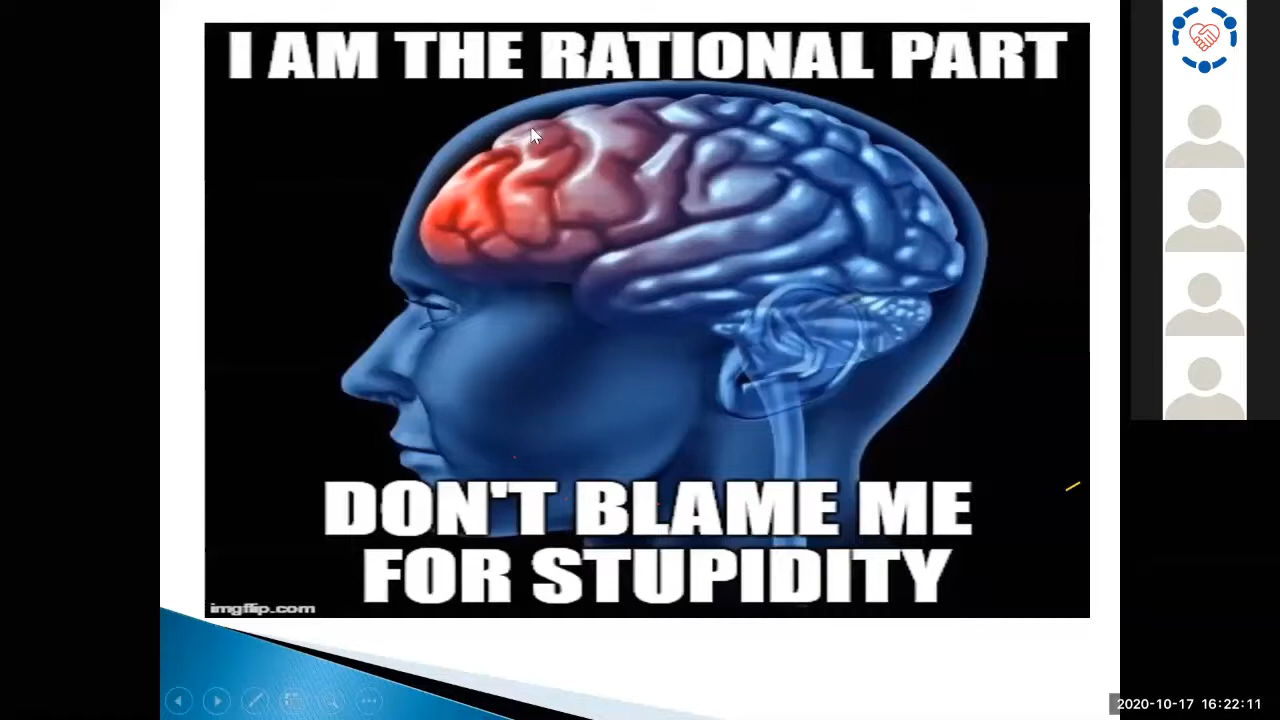 I AM THE RATIONAL PART
DON'T BLAME ME
FOR STUPIDITY
imgflip.com
2020-10-17 16:22:11